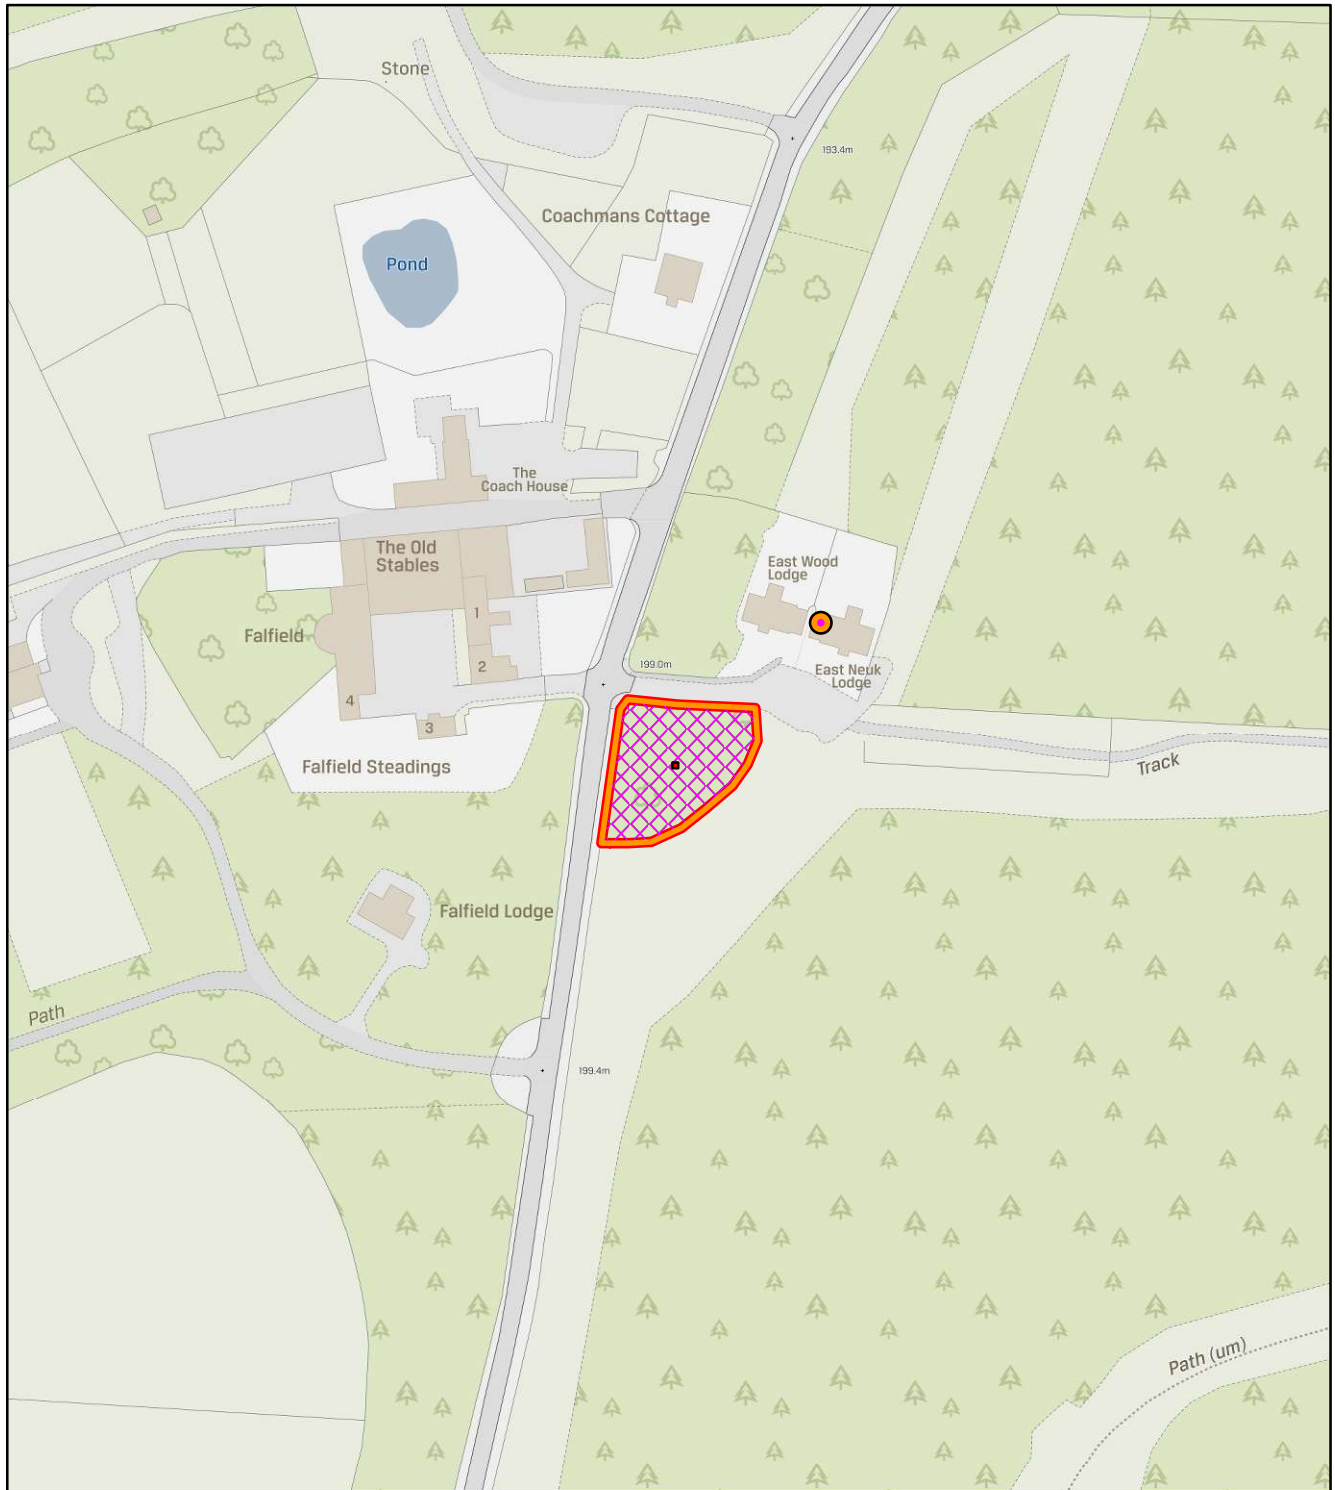 Stone
193.4m
Coachmans Cottage
Pond
The
Coach House
The Old
Stables
East Wood
Lodge
1
Falfield
199.0m
2
East Neuk
Lodge
4
3
Falfield Steadings
Track
Falfield Lodge
Path
199.4m
Path (um)